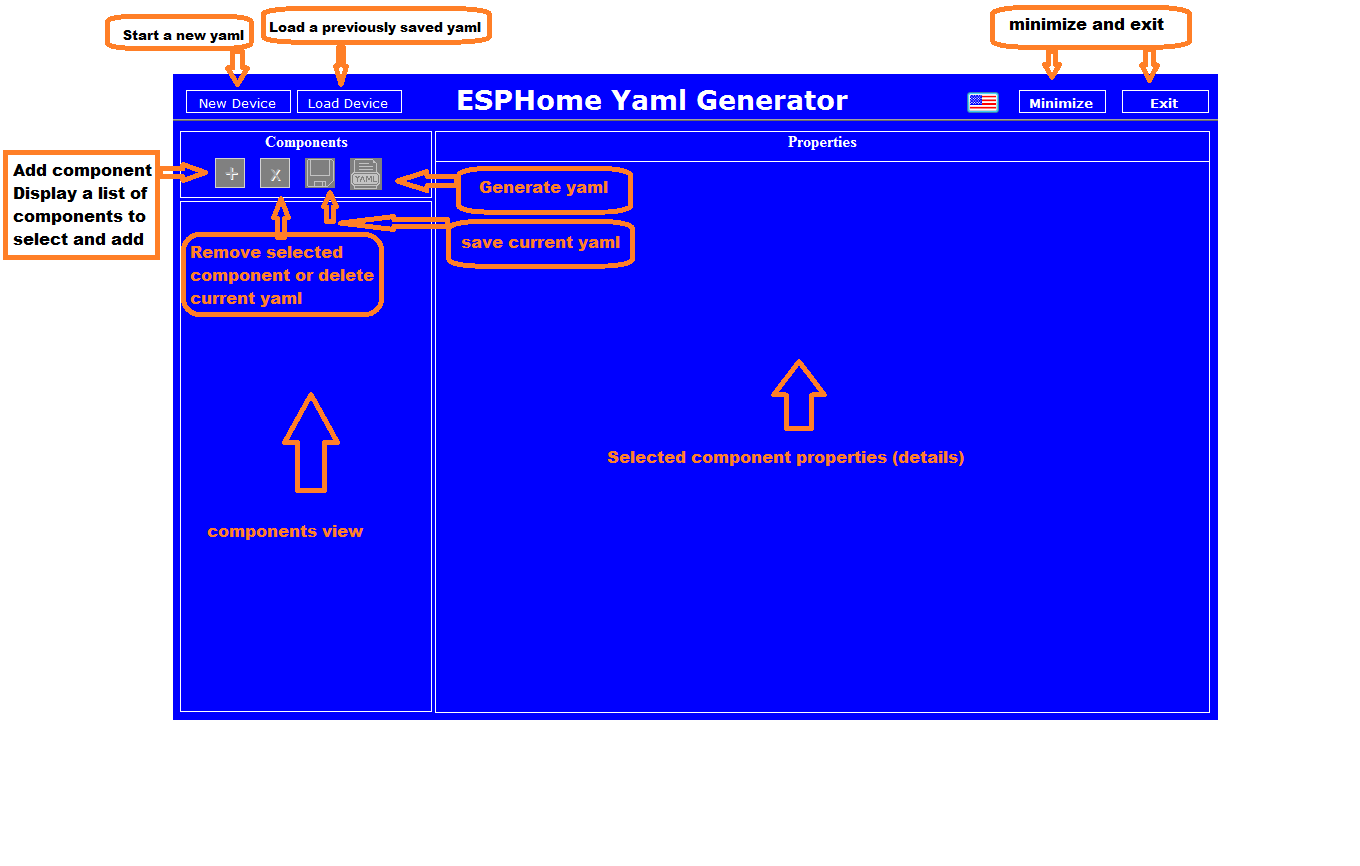 Start a new yaml
Load a previously saved yaml
minimize and exit
New Device
Load Device
ESPHome Yaml Generator
Minimize
Exit
Components
Properties
+
x
YAML
Add component
Display a list of
components to
select and add
Generate yaml
save current yaml
Remove selected
component or delete
current yaml
Selected component properties (details)
components view